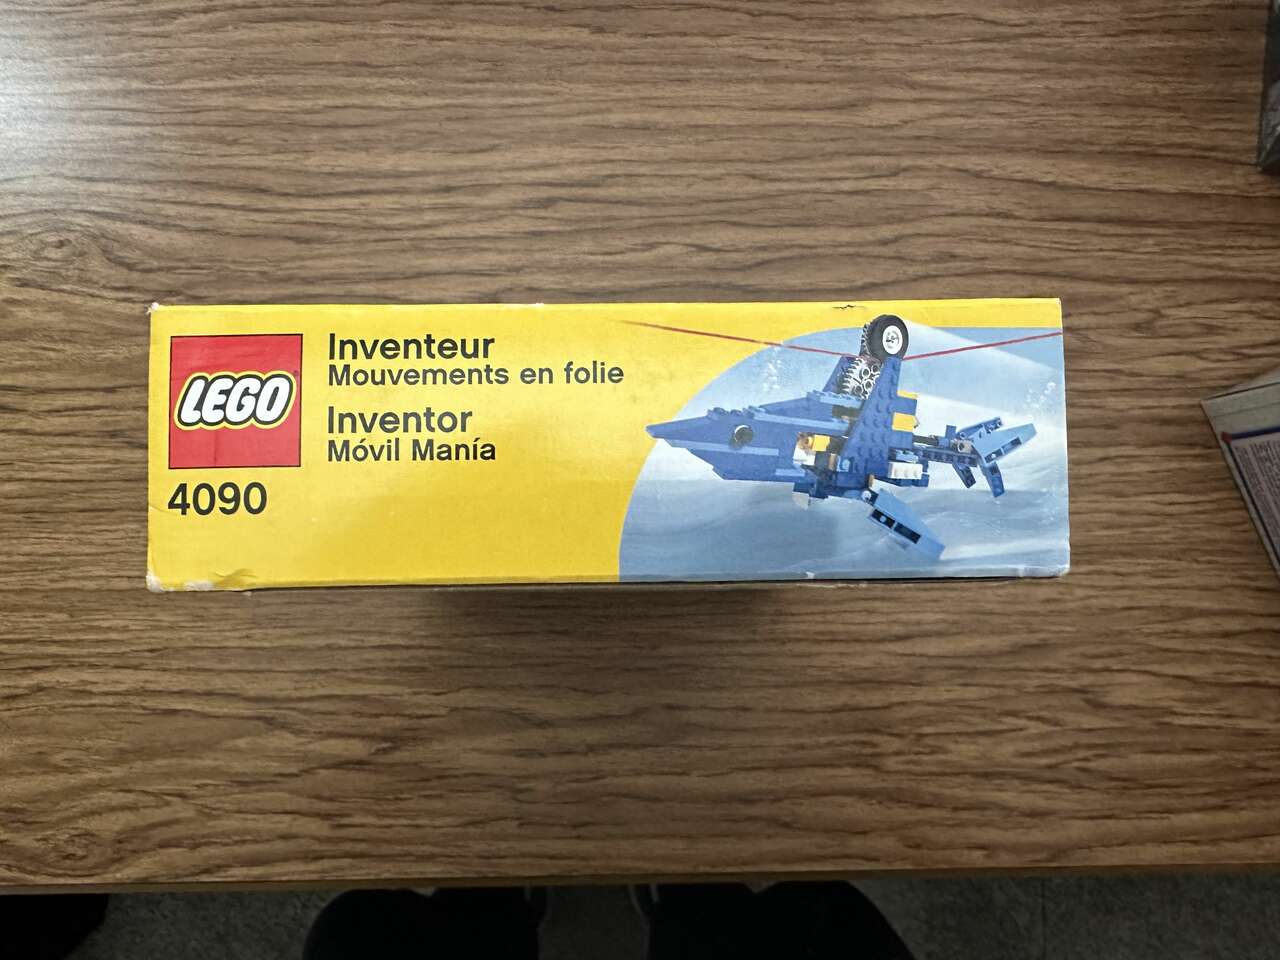 LEGO
4090
Inventeur
Mouvements en folie
Inventor
Móvil Manía